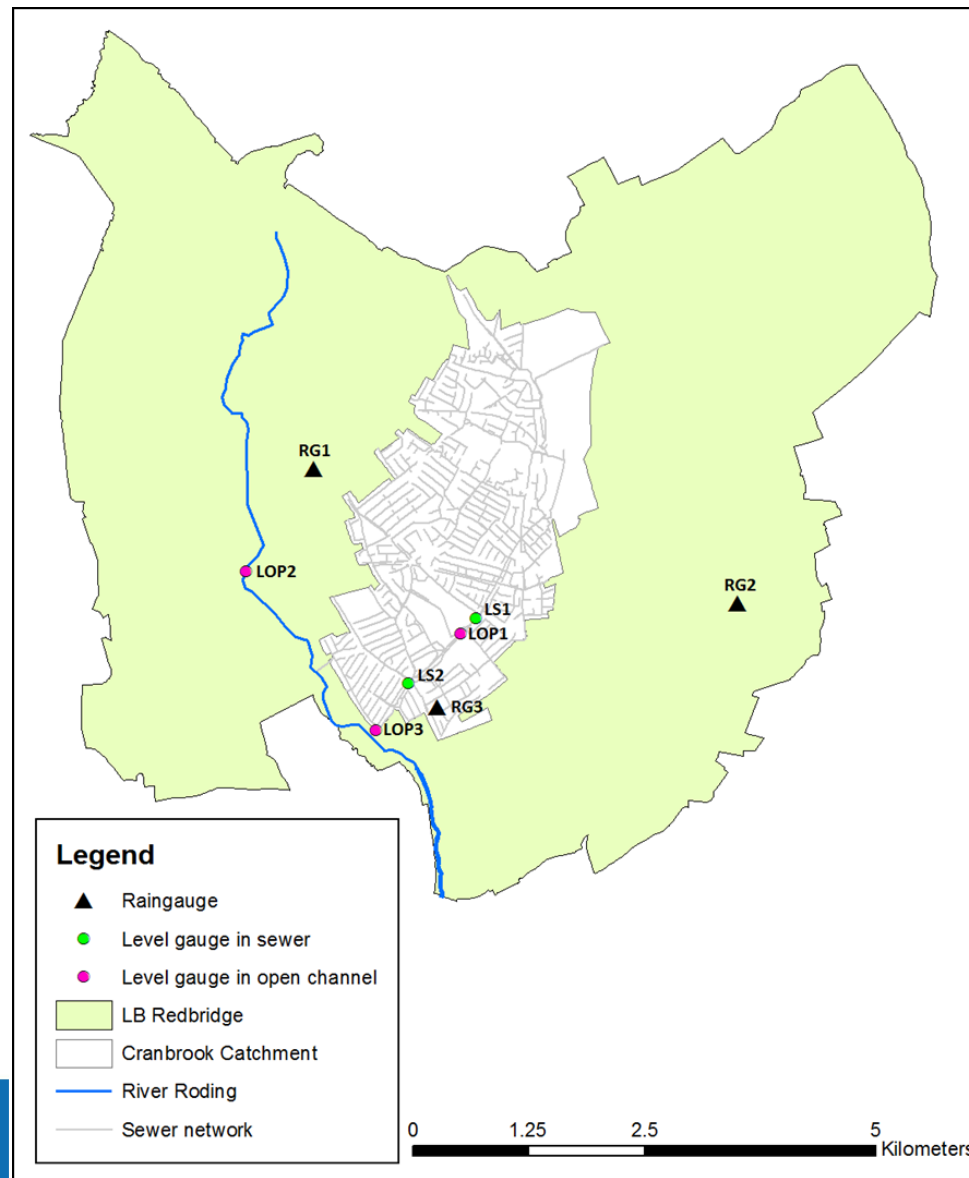 RG1
LOP2
RG2
LS1
LOP1
LS2
RG3
LOP3
Legend
Raingauge
Level gauge in sewer
Level gauge in open channel
LB Redbridge
Cranbrook Catchment
River Roding
Sewer network
0 1.25 2.5 5
Kilometers